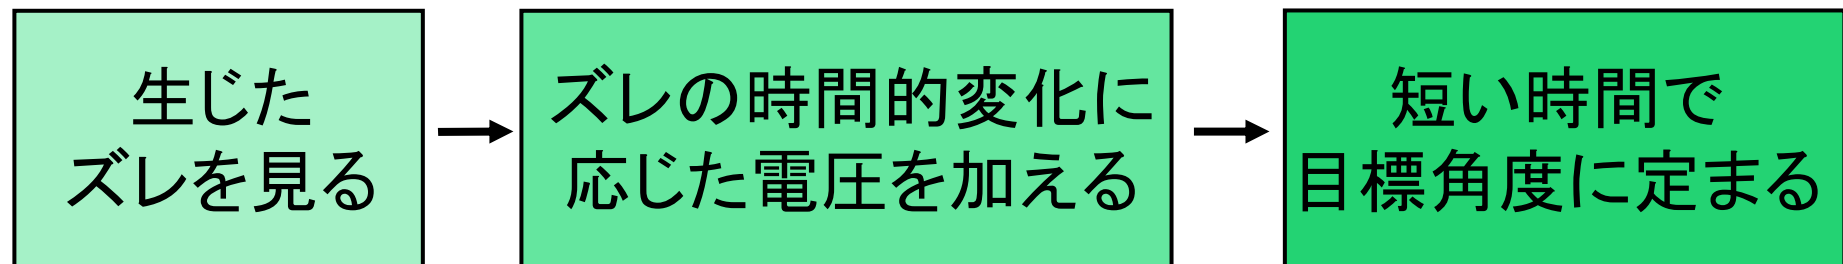 生じた
ズレを見る
ズレの時間的変化に
応じた電圧を加える
短い時間で
目標角度に定まる